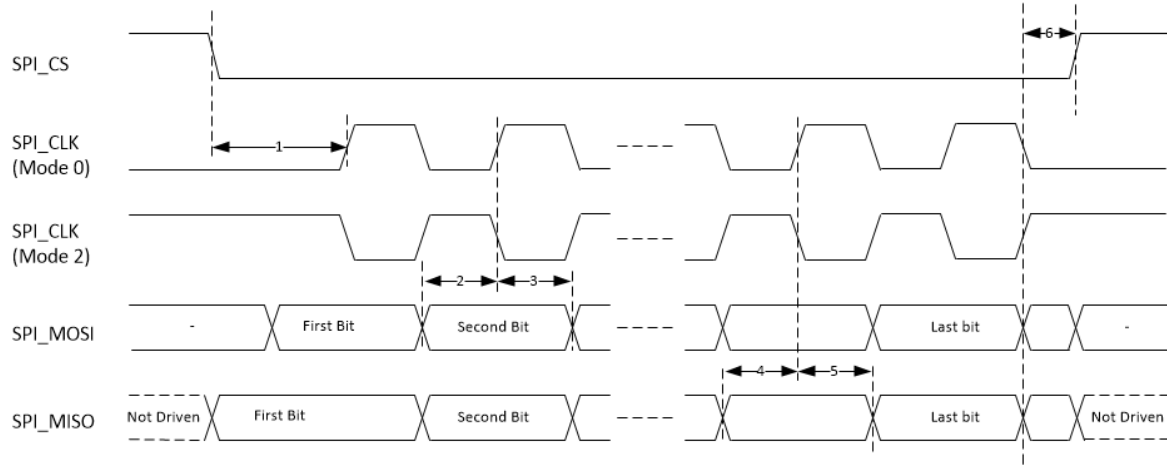 6
SPI_CS
1
SPI_CLK
(Mode 0)
SPI_CLK
(Mode 2)
2 3
SPI_MOSI - First Bit Second Bit Last bit -
4 5
SPI_MISO Not Driven First Bit Second Bit Last bit Not Driven